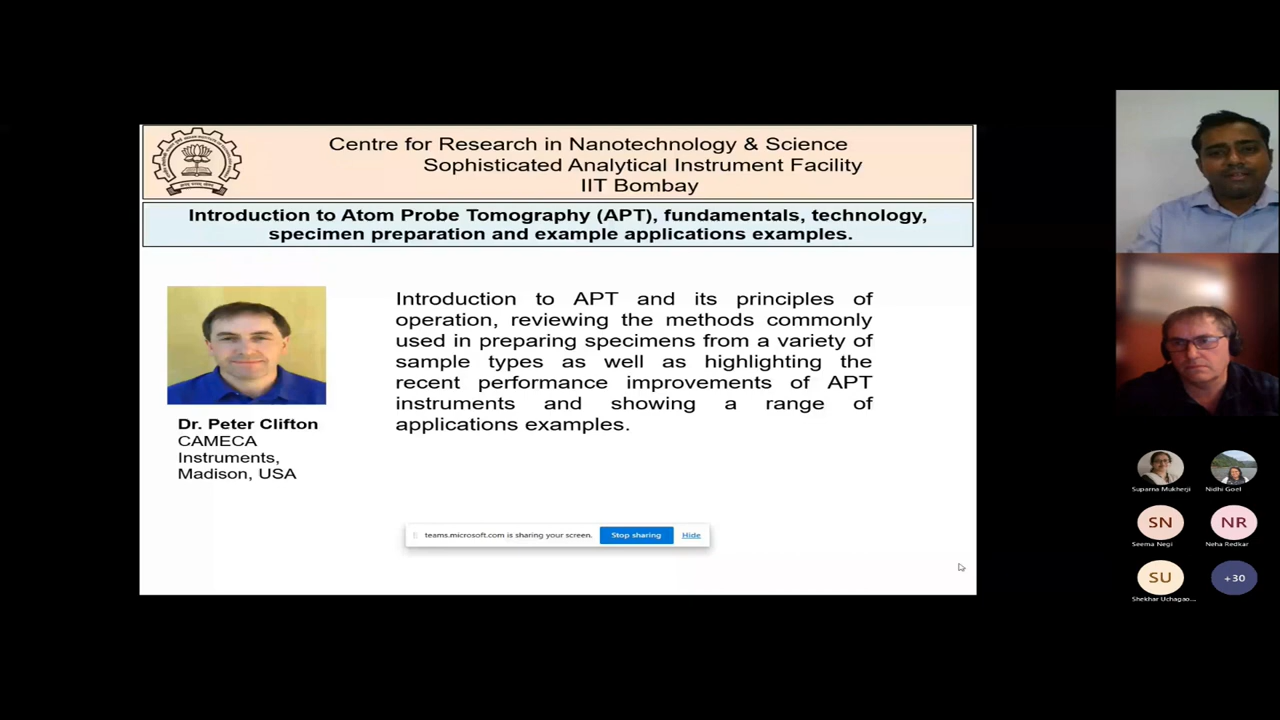 Centre for Research in Nanotechnology & Science
Sophisticated Analytical Instrument Facility
IIT Bombay
Introduction to Atom Probe Tomography (APT), fundamentals, technology,
specimen preparation and example applications examples.
Introduction to APT and its principles of
operation, reviewing the methods commonly
used in preparing specimens from a variety of
sample types as well as highlighting the
recent performance improvements of APT
instruments and showing a range of
applications examples.
Dr. Peter Clifton
CAMECA
Instruments,
Madison, USA
teams.microsoft.com is sharing your screen. Stop sharing Hide
Suparna Mukherji Nidhi Goel
SN NR
Seema Negi Neha Redkar
SU +30
Shekhar Uchagao...